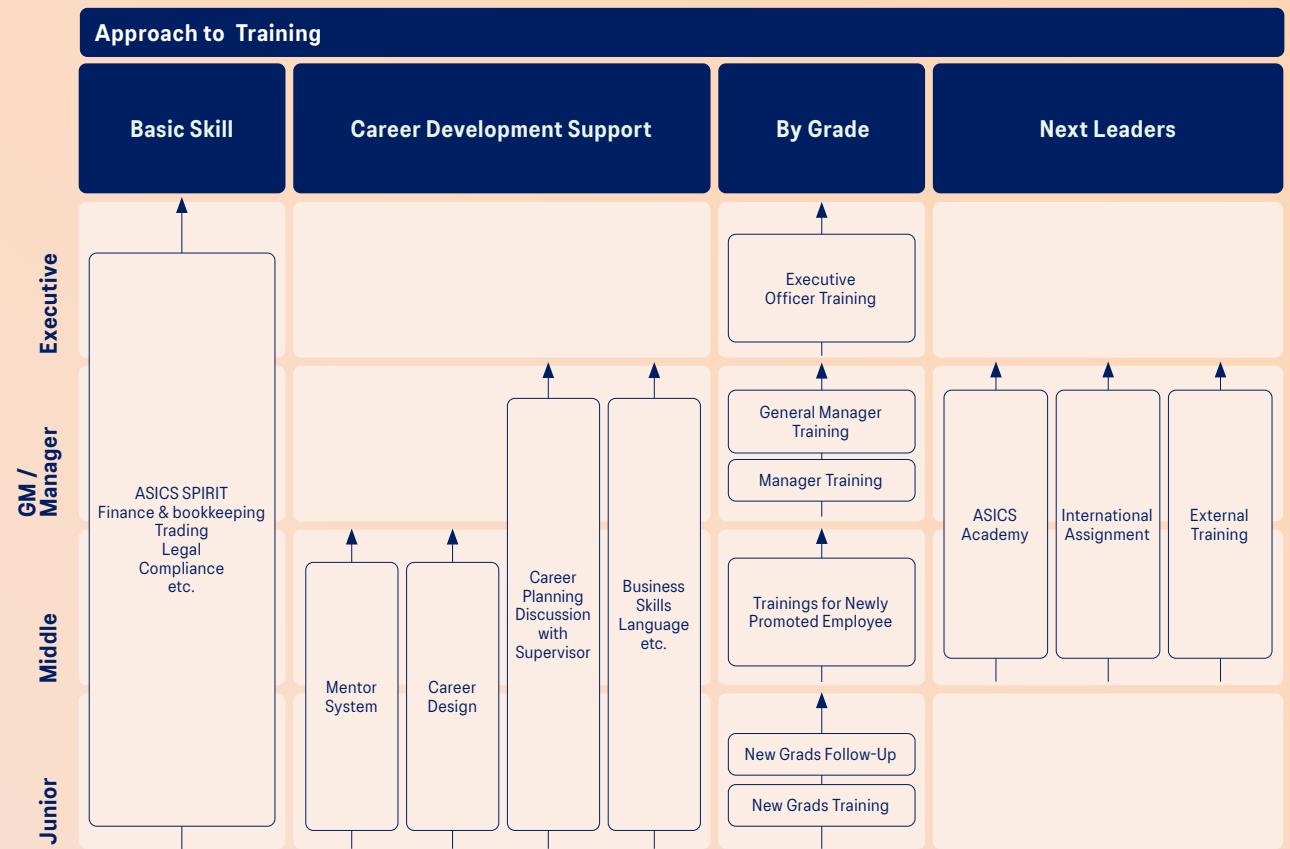 Approach to Training
Basic Skill
Career Development Support
By Grade
Next Leaders
Executive
GM /
Manager
Middle
Junior
ASICS SPIRIT
Finance & bookkeeping
Trading
Legal
Compliance
etc.
Mentor
System
Career
Design
Career
Planning
Discussion
with
Supervisor
Business
Skills
Language
etc.
Executive
Officer Training
General Manager
Training
Manager Training
Trainings for Newly
Promoted Employee
New Grads Follow-Up
New Grads Training
ASICS
Academy
International
Assignment
External
Training